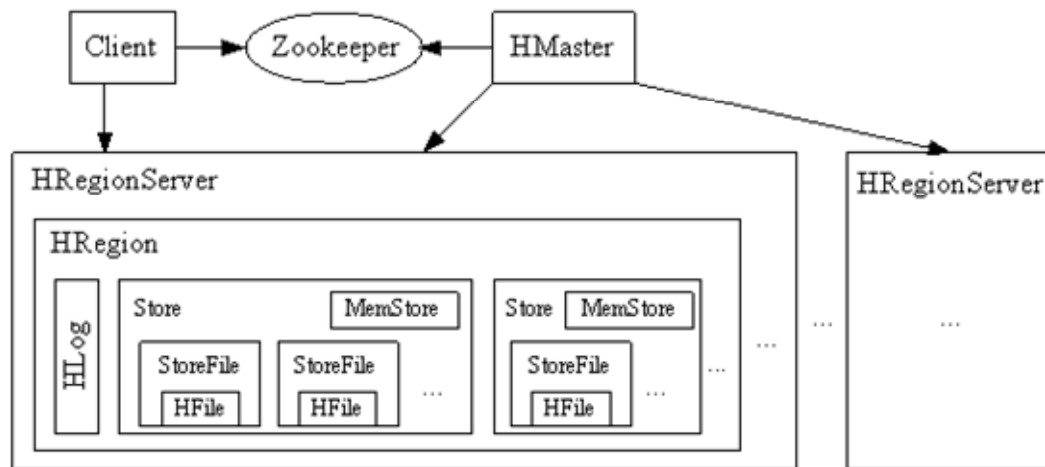 Client
Zookeeper
HMaster
HRegionServer
HRegionServer
HRegion
HLog
Store
MemStore
Store
MemStore
StoreFile
StoreFile
...
StoreFile
...
...
...
...
...
HFile
HFile
HFile